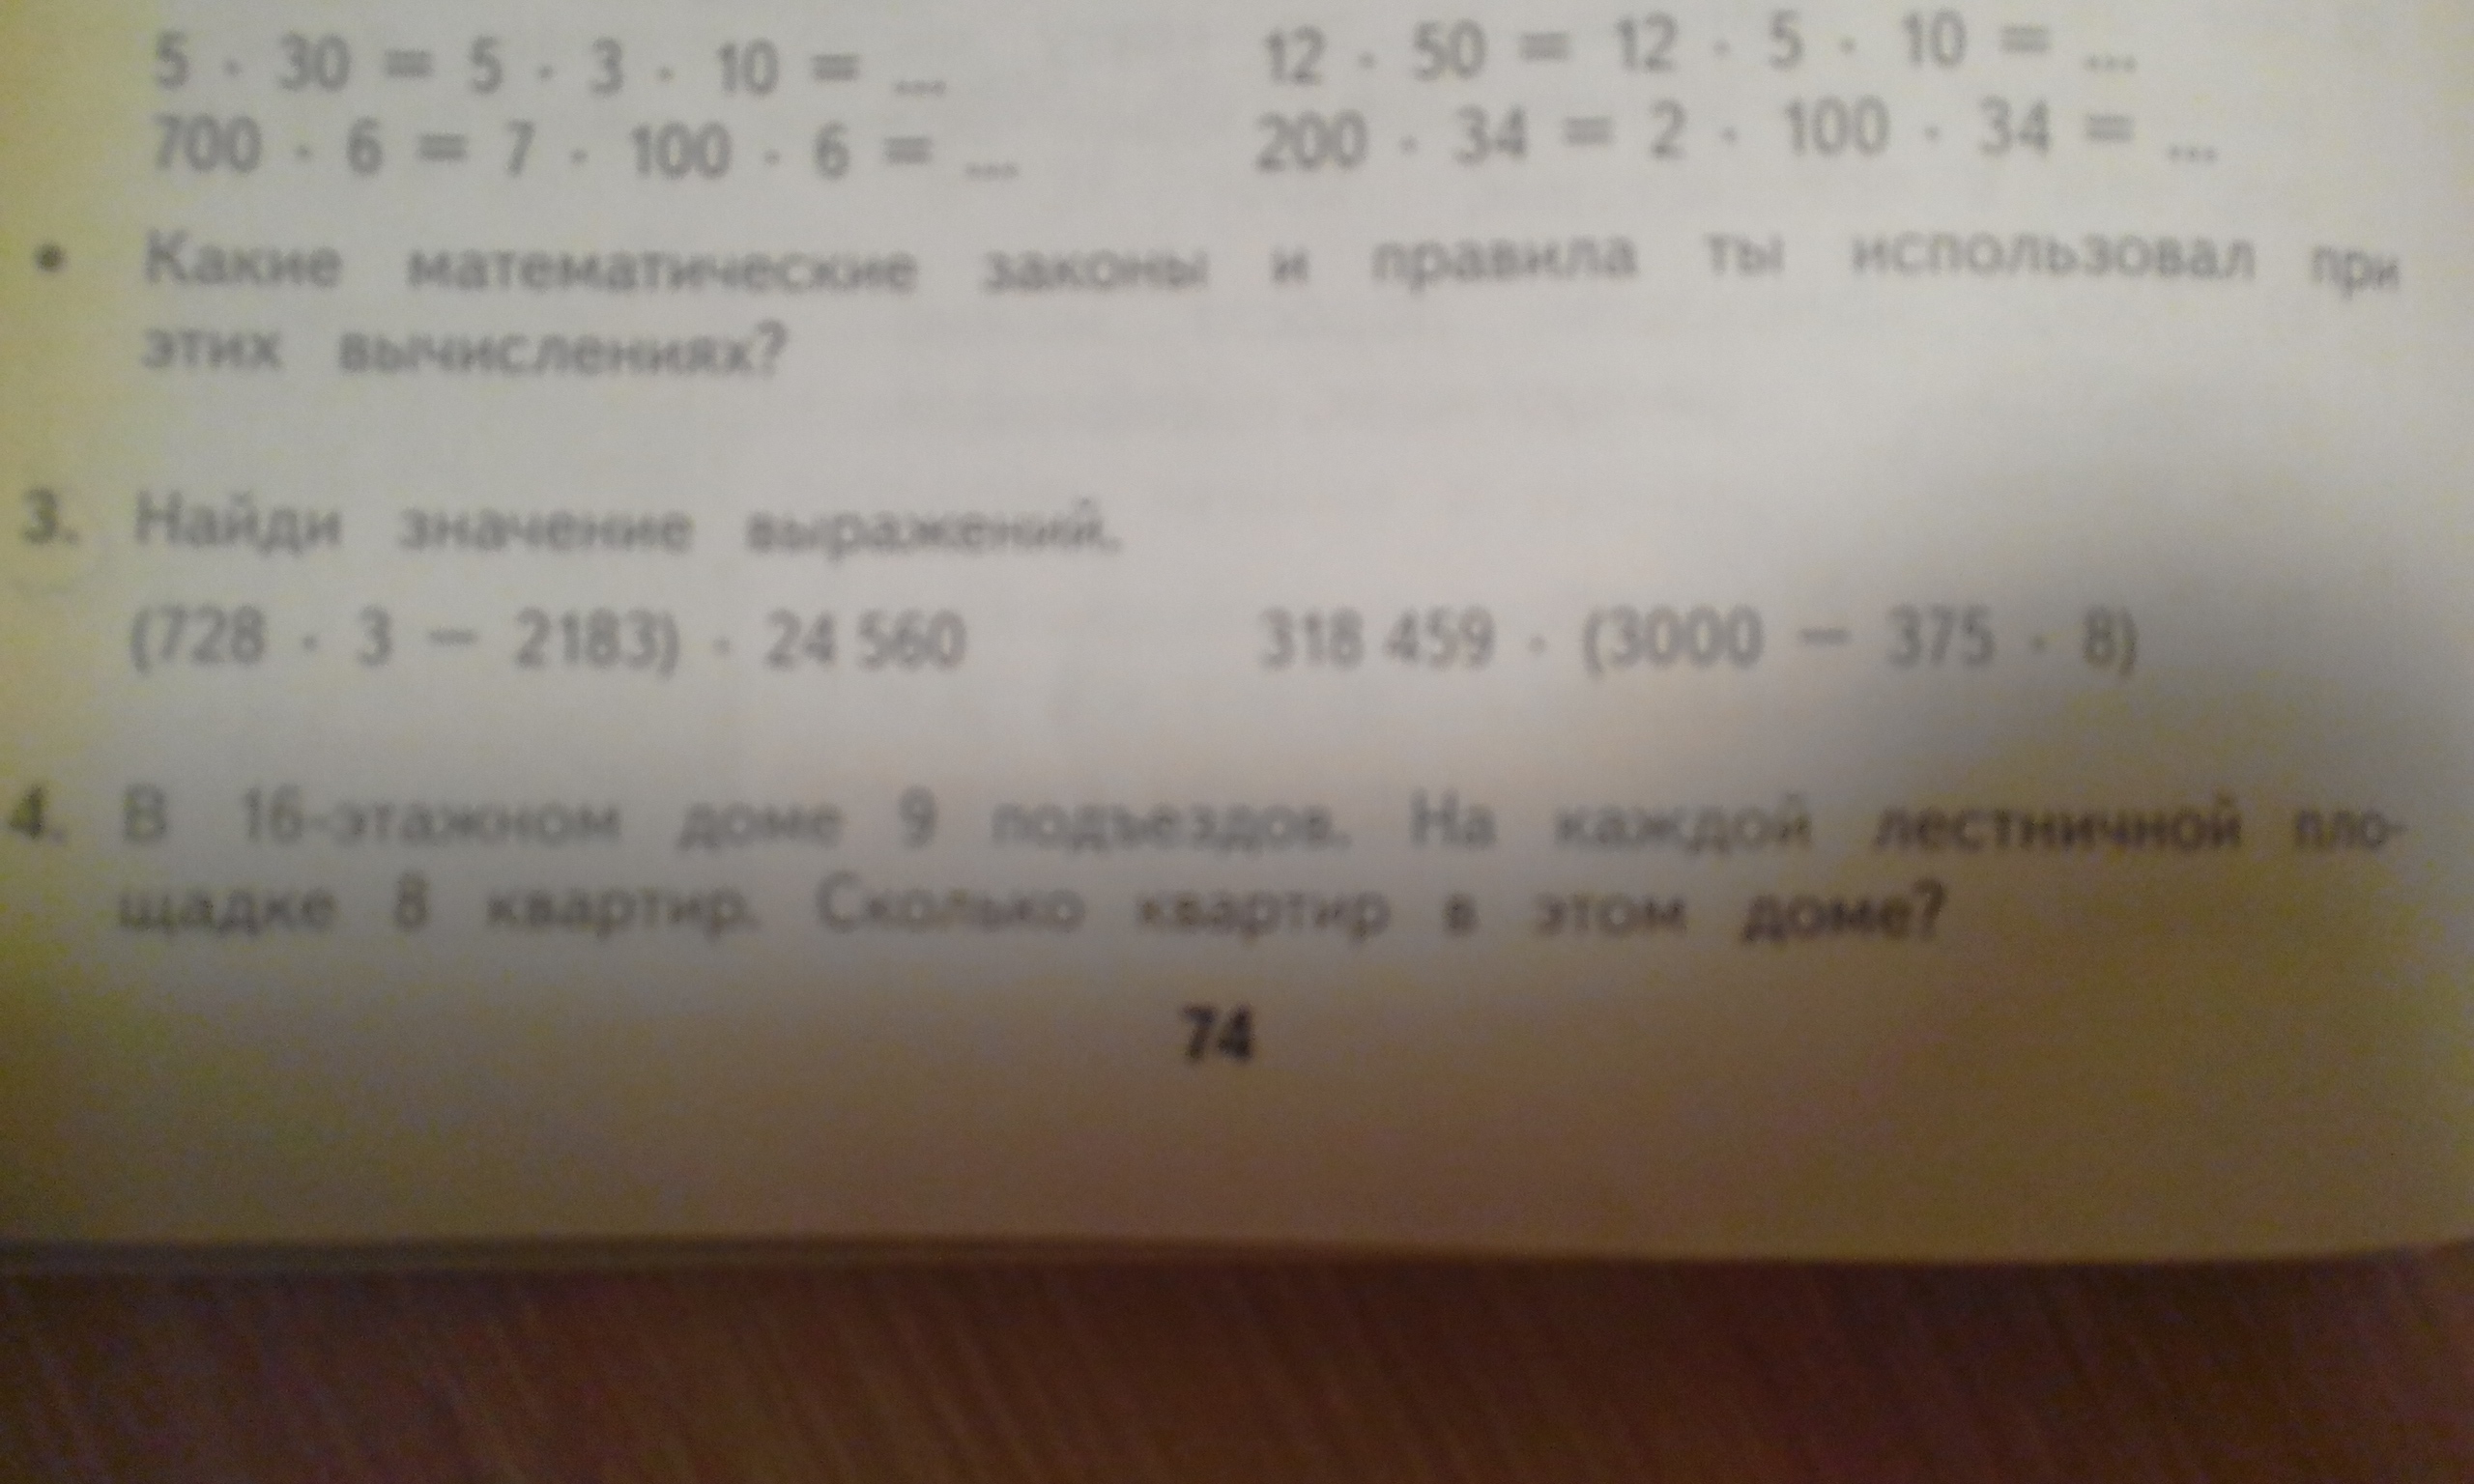 5 · 30 = 5 · 3 · 10 = ...
12 · 50 = 12 · 5 · 10 = ...
700 · 6 = 7 · 100 · 6 = ...
200 · 34 = 2 · 100 · 34 = ...
• Какие математические законы и правила ты использовал при
этих вычислениях?
3. Найди значение выражений.
(728 · 3 − 2183) · 24 560
318 459 · (3000 − 375 · 8)
4. В 16-этажном доме 9 подъездов. На каждой лестничной пло-
щадке 8 квартир. Сколько квартир в этом доме?
74